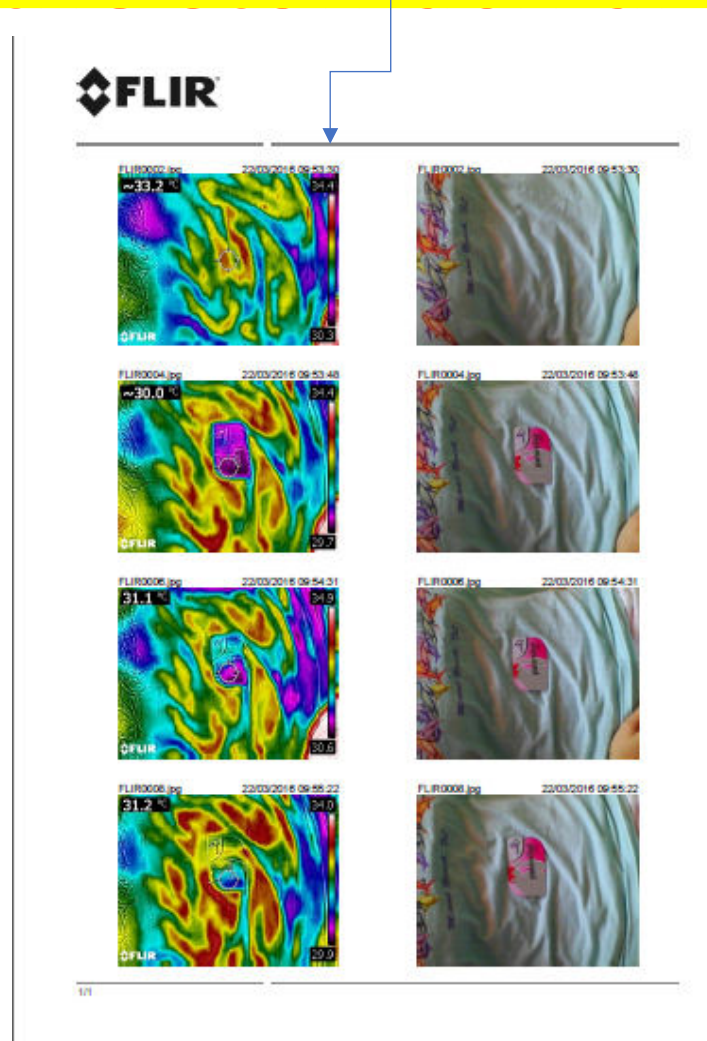 FLIR
FLIR0002.jpg 22/03/2016 09:53:30 FLIR0002.jpg 22/03/2016 09:53:30
~33.2 °C 34.4
FLIR 30.3
FLIR0004.jpg 22/03/2016 09:53:48 FLIR0004.jpg 22/03/2016 09:53:48
~30.0 °C 34.4
FLIR 29.7
FLIR0006.jpg 22/03/2016 09:54:31 FLIR0006.jpg 22/03/2016 09:54:31
31.1 °C 34.9
FLIR 30.6
FLIR0008.jpg 22/03/2016 09:55:22 FLIR0008.jpg 22/03/2016 09:55:22
31.2 °C 34.0
FLIR 29.9
1/1